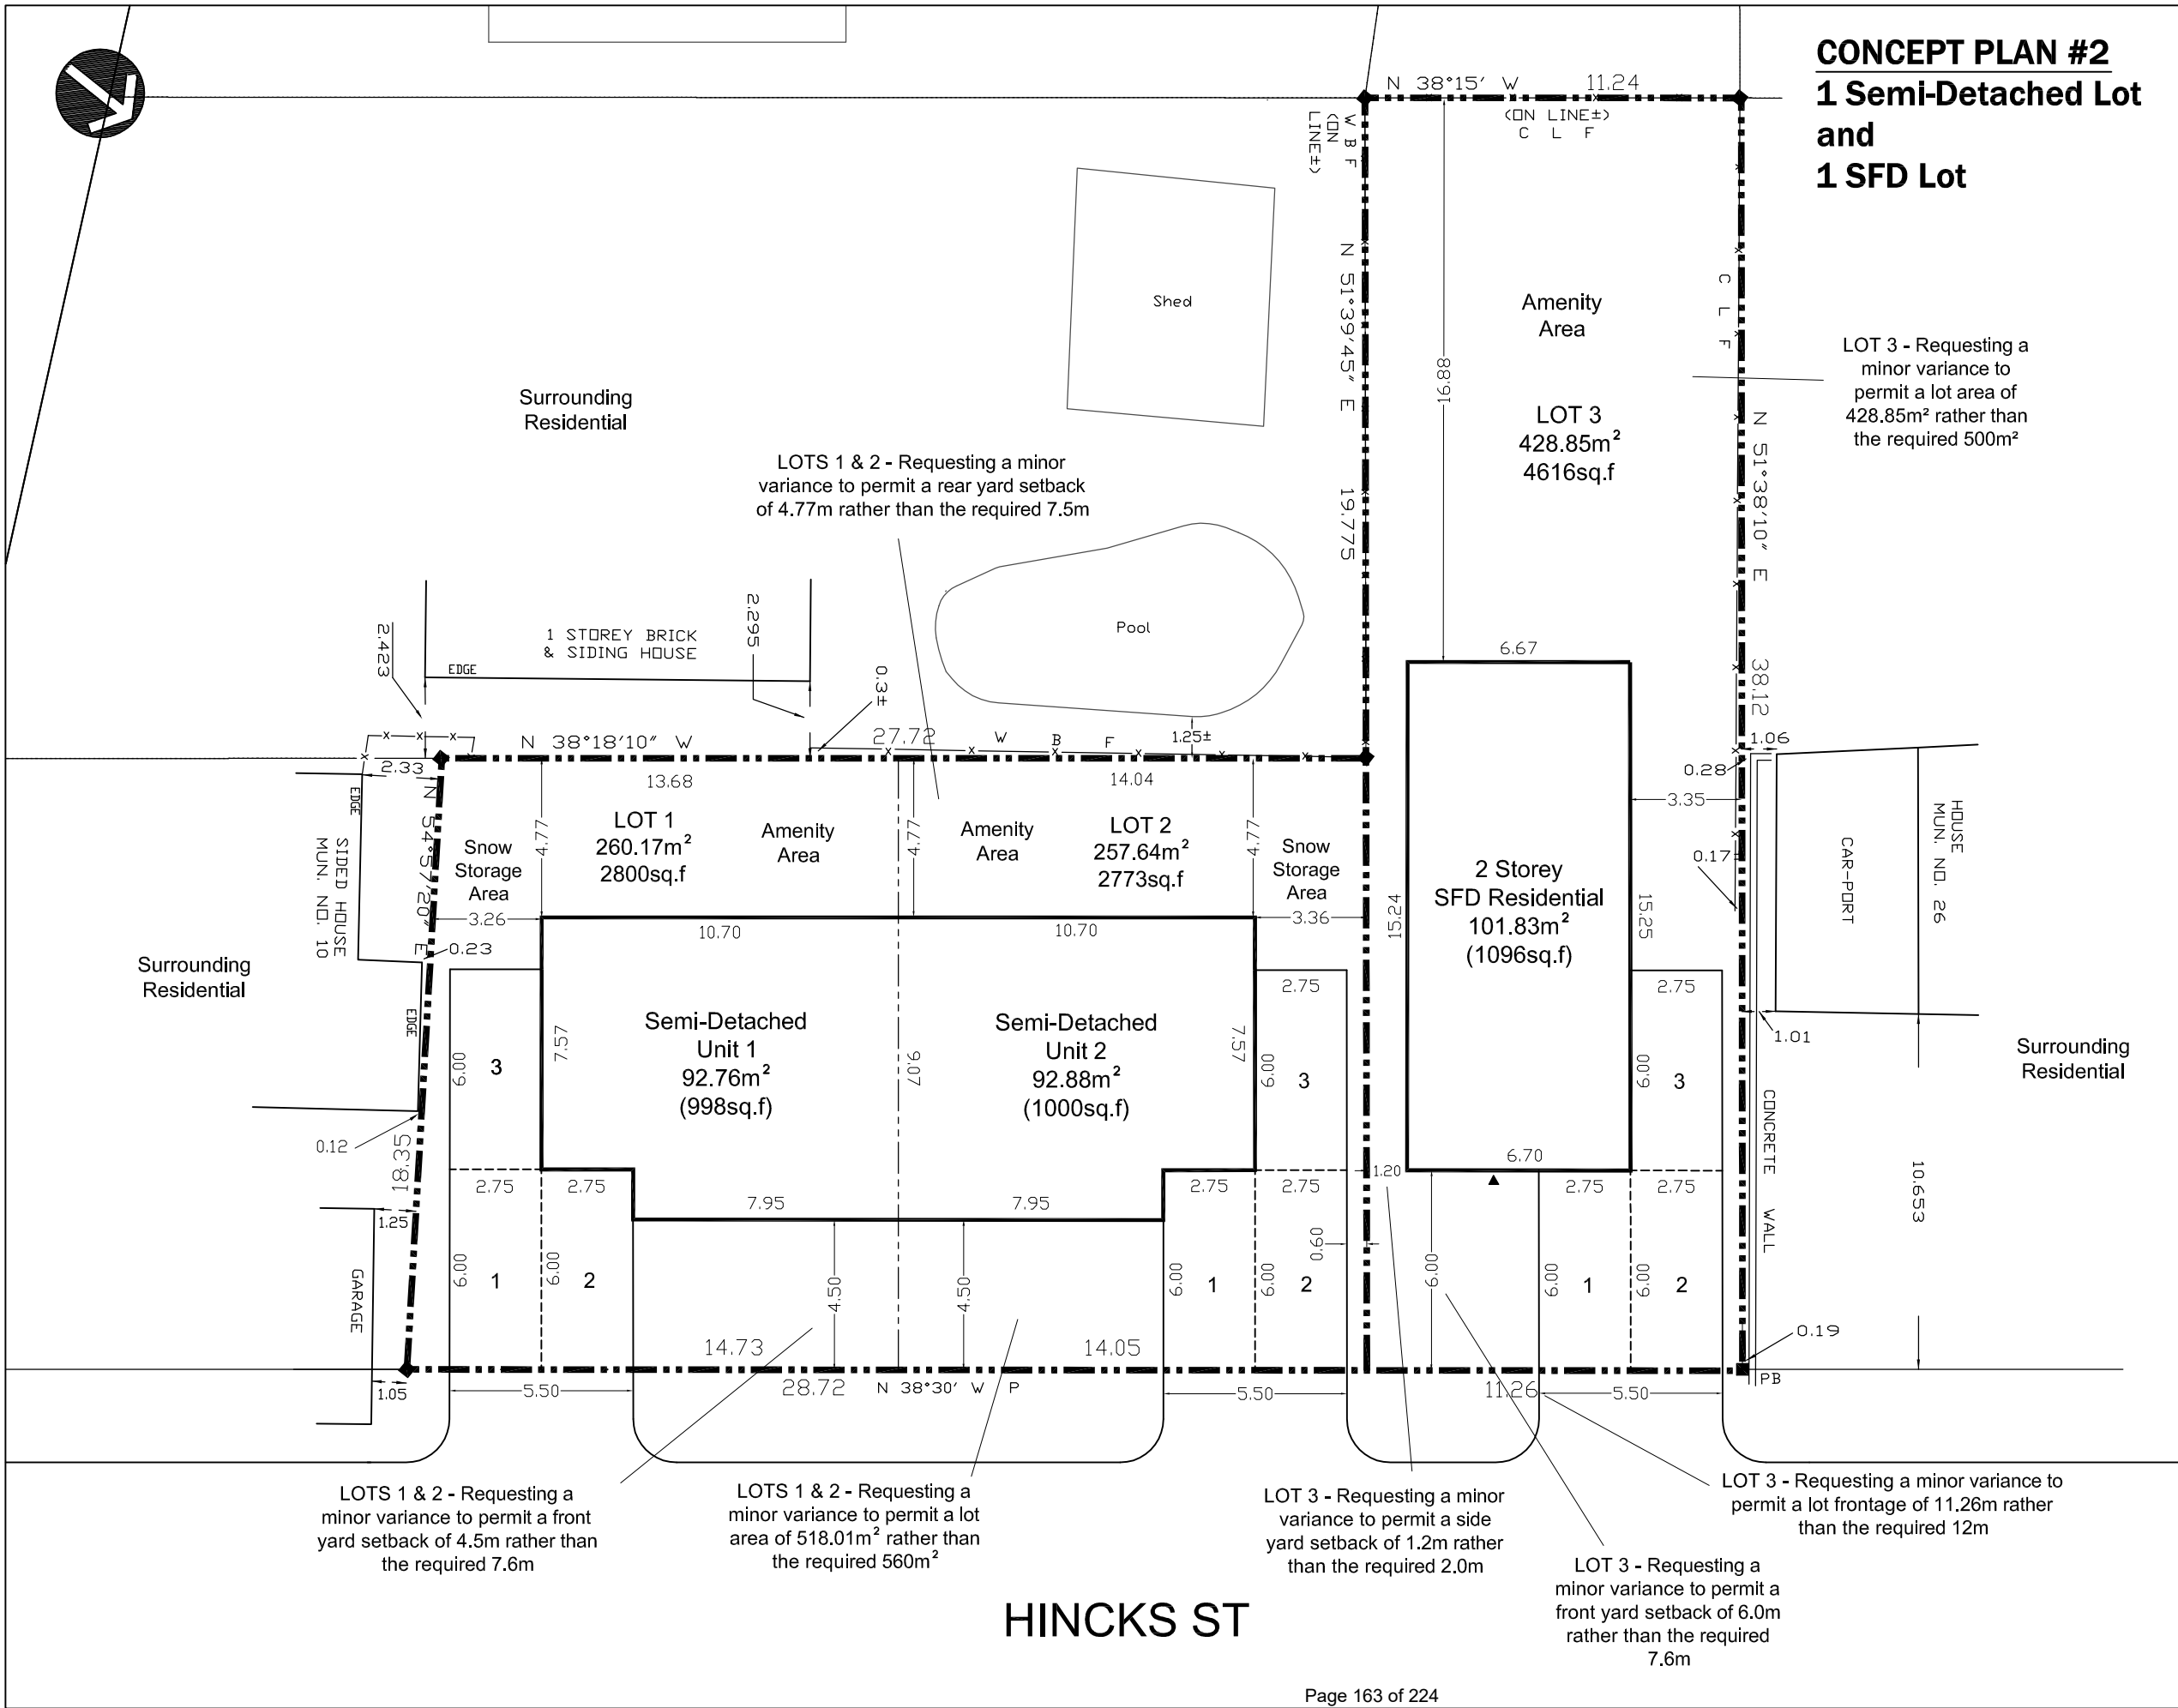 CONCEPT PLAN #2
1 Semi-Detached Lot
and
1 SFD Lot
N 38°15' W 11.24
(ON LINE±)
C L F
W B F
(ON
LINE±)
N 51°39'45" E 19.775
Shed
Amenity
Area
16.88
LOT 3
428.85m²
4616sq.f
C L F
N 51°38'10" E 38.12
LOT 3 - Requesting a
minor variance to
permit a lot area of
428.85m² rather than
the required 500m²
Surrounding
Residential
LOTS 1 & 2 - Requesting a minor
variance to permit a rear yard setback
of 4.77m rather than the required 7.5m
Pool
1.25±
2.423
1 STOREY BRICK
& SIDING HOUSE
EDGE
2.295
0.3±
N 38°18'10" W 27.72 W B F
2.33
13.68
14.04
N 54°57'20" E 18.35
EDGE
SIDED HOUSE
MUN. NO. 10
EDGE
Snow
Storage
Area
3.26
4.77
LOT 1
260.17m²
2800sq.f
Amenity
Area
4.77
Amenity
Area
LOT 2
257.64m²
2773sq.f
4.77
Snow
Storage
Area
3.36
0.23
10.70
10.70
Surrounding
Residential
6.00
3
7.57
Semi-Detached
Unit 1
92.76m²
(998sq.f)
9.07
Semi-Detached
Unit 2
92.88m²
(1000sq.f)
7.57
2.75
6.00
3
0.12
2.75
2.75
7.95
7.95
2.75
2.75
1.25
GARAGE
1.05
6.00
1
6.00
2
4.50
4.50
6.00
1
6.00
2
0.60
14.73
14.05
28.72 N 38°30' W P
5.50
5.50
6.67
15.24
2 Storey
SFD Residential
101.83m²
(1096sq.f)
15.25
3.35
1.06
0.28
0.17±
CAR-PORT
HOUSE
MUN. NO. 26
1.01
2.75
6.00
3
1.20
6.70
2.75
2.75
6.00
6.00
1
6.00
2
CONCRETE WALL
10.653
Surrounding
Residential
0.19
PB
11.26
5.50
LOTS 1 & 2 - Requesting a
minor variance to permit a front
yard setback of 4.5m rather than
the required 7.6m
LOTS 1 & 2 - Requesting a
minor variance to permit a lot
area of 518.01m² rather than
the required 560m²
LOT 3 - Requesting a minor
variance to permit a side
yard setback of 1.2m rather
than the required 2.0m
LOT 3 - Requesting a
minor variance to permit a
front yard setback of 6.0m
rather than the required
7.6m
LOT 3 - Requesting a minor variance to
permit a lot frontage of 11.26m rather
than the required 12m
HINCKS ST
Page 163 of 224